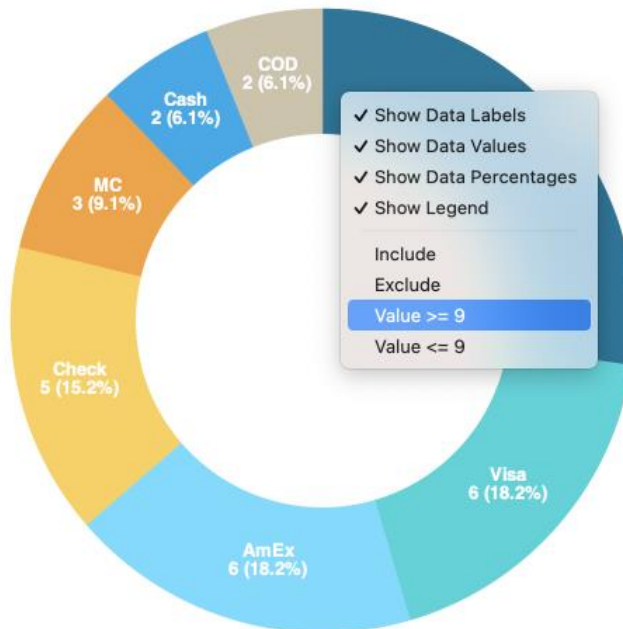 COD
2 (6.1%)
Cash
2 (6.1%)
MC
3 (9.1%)
Check
5 (15.2%)
AmEx
6 (18.2%)
Visa
6 (18.2%)
✓ Show Data Labels
✓ Show Data Values
✓ Show Data Percentages
✓ Show Legend
Include
Exclude
Value >= 9
Value <= 9